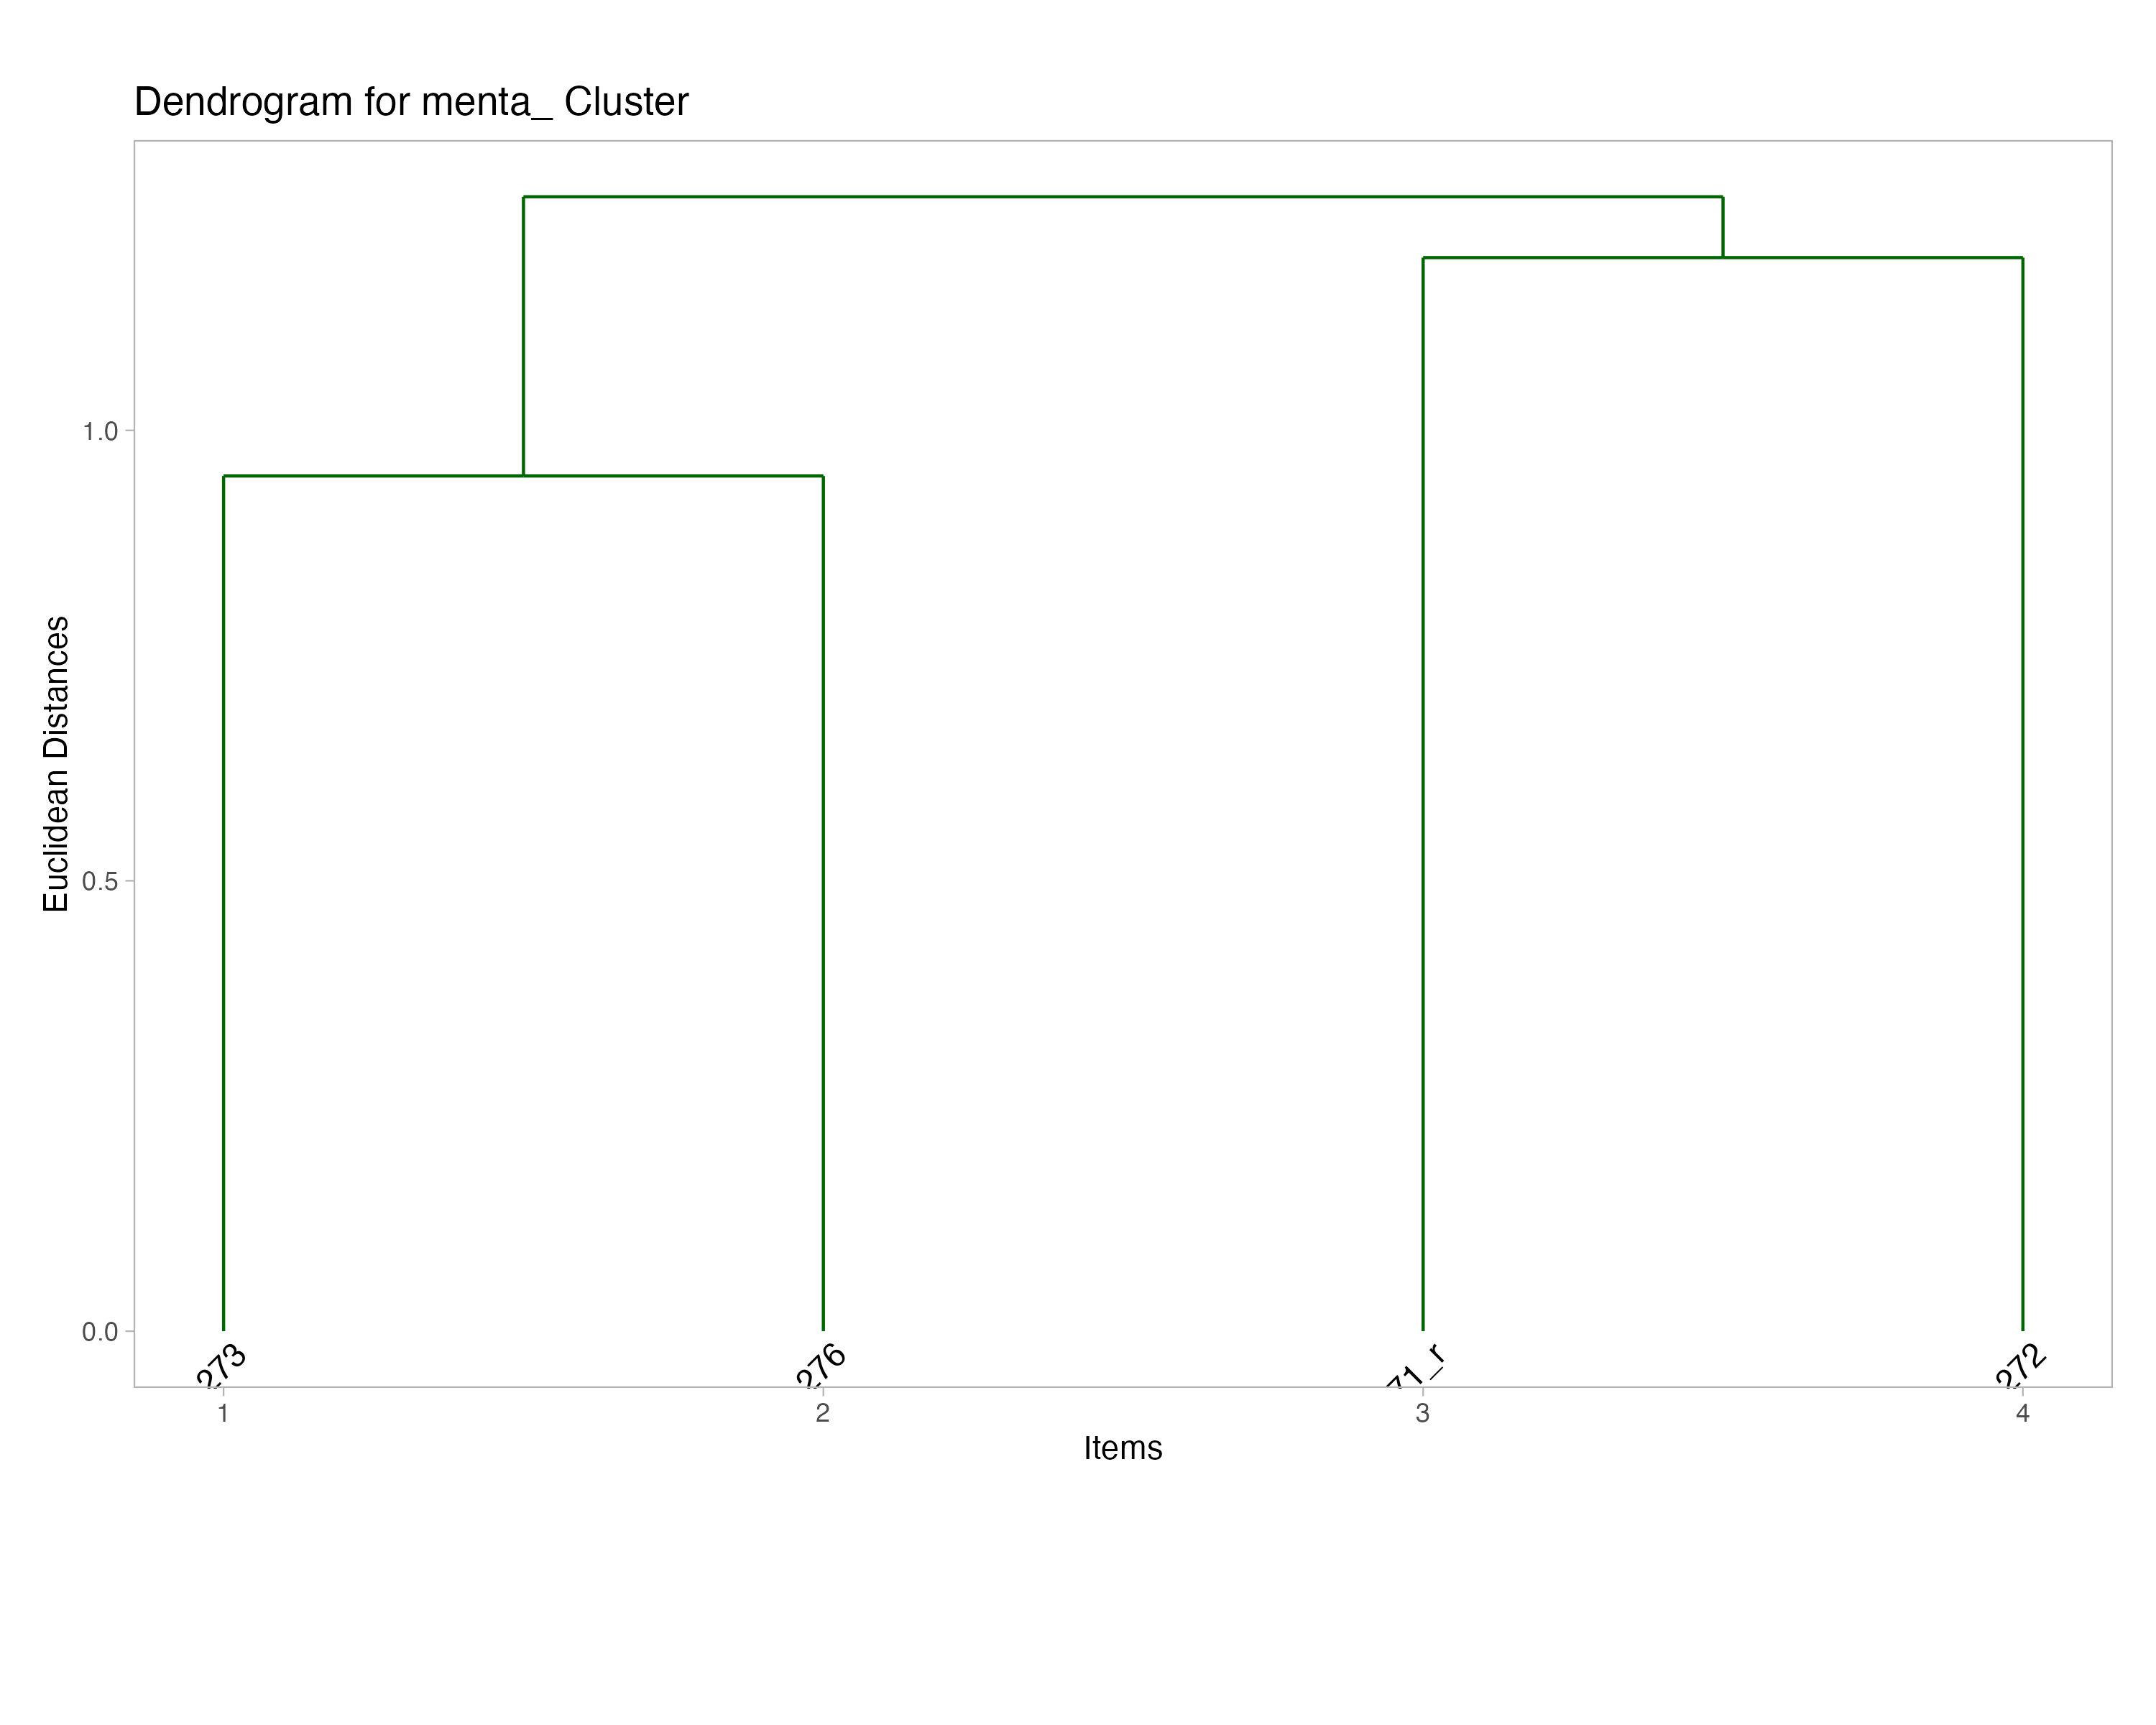 Dendrogram for menta_ Cluster
Euclidean Distances
1.0
0.5
0.0
273 276 71_r 272
1 2 3 4
Items